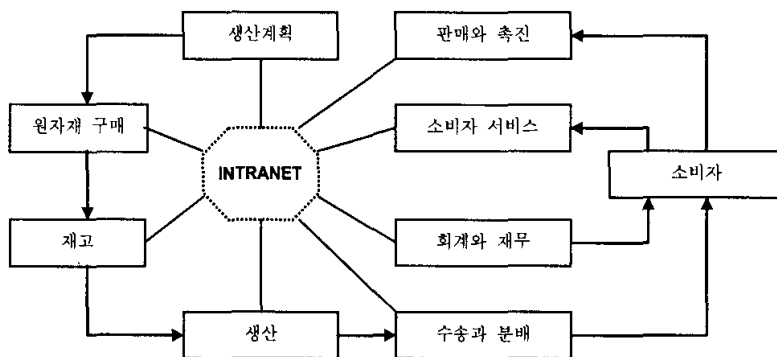 생산계획
판매와 촉진
원자재 구매
소비자 서비스
INTRANET
소비자
재고
회계와 재무
생산
수송과 분배